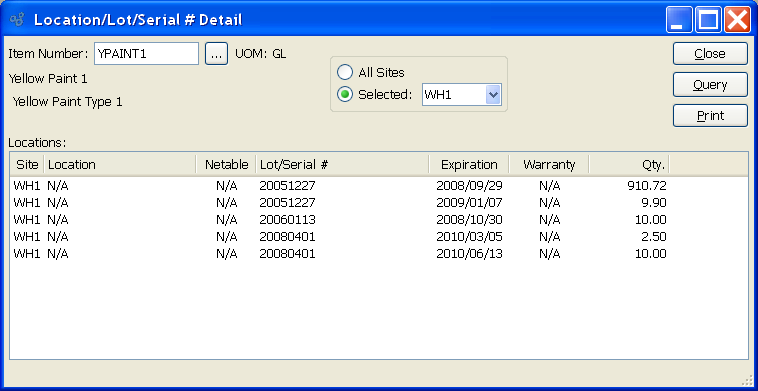 Location/Lot/Serial # Detail
Item Number: YPAINT1 ... UOM: GL
Yellow Paint 1
Yellow Paint Type 1
All Sites
Selected: WH1
Close
Query
Print
Locations:
Site Location Netable Lot/Serial # Expiration Warranty Qty.
WH1 N/A N/A 20051227 2008/09/29 N/A 910.72
WH1 N/A N/A 20051227 2009/01/07 N/A 9.90
WH1 N/A N/A 20060113 2008/10/30 N/A 10.00
WH1 N/A N/A 20080401 2010/03/05 N/A 2.50
WH1 N/A N/A 20080401 2010/06/13 N/A 10.00